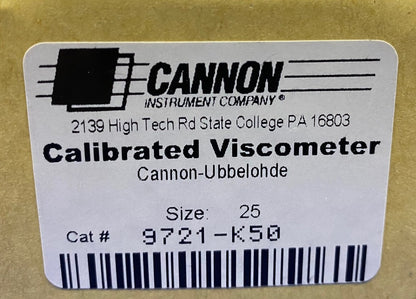 CANNON
INSTRUMENT COMPANY ®
2139 High Tech Rd State College PA 16803
Calibrated Viscometer
Cannon-Ubbelohde
Size: 25
Cat # 9721-K50